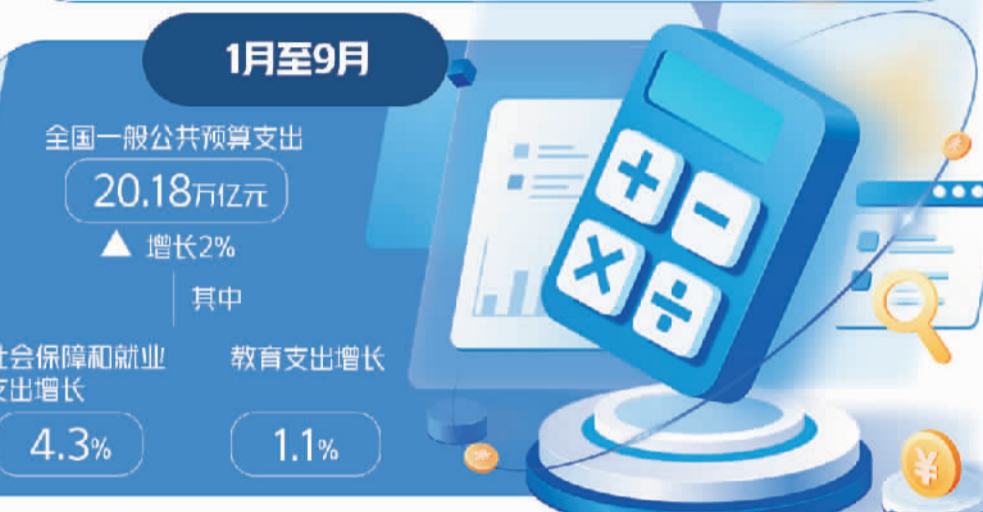 1月至9月
全国一般公共预算支出
20.18万亿元
增长2%
其中
社会保障和就业
支出增长
4.3%
教育支出增长
1.1%